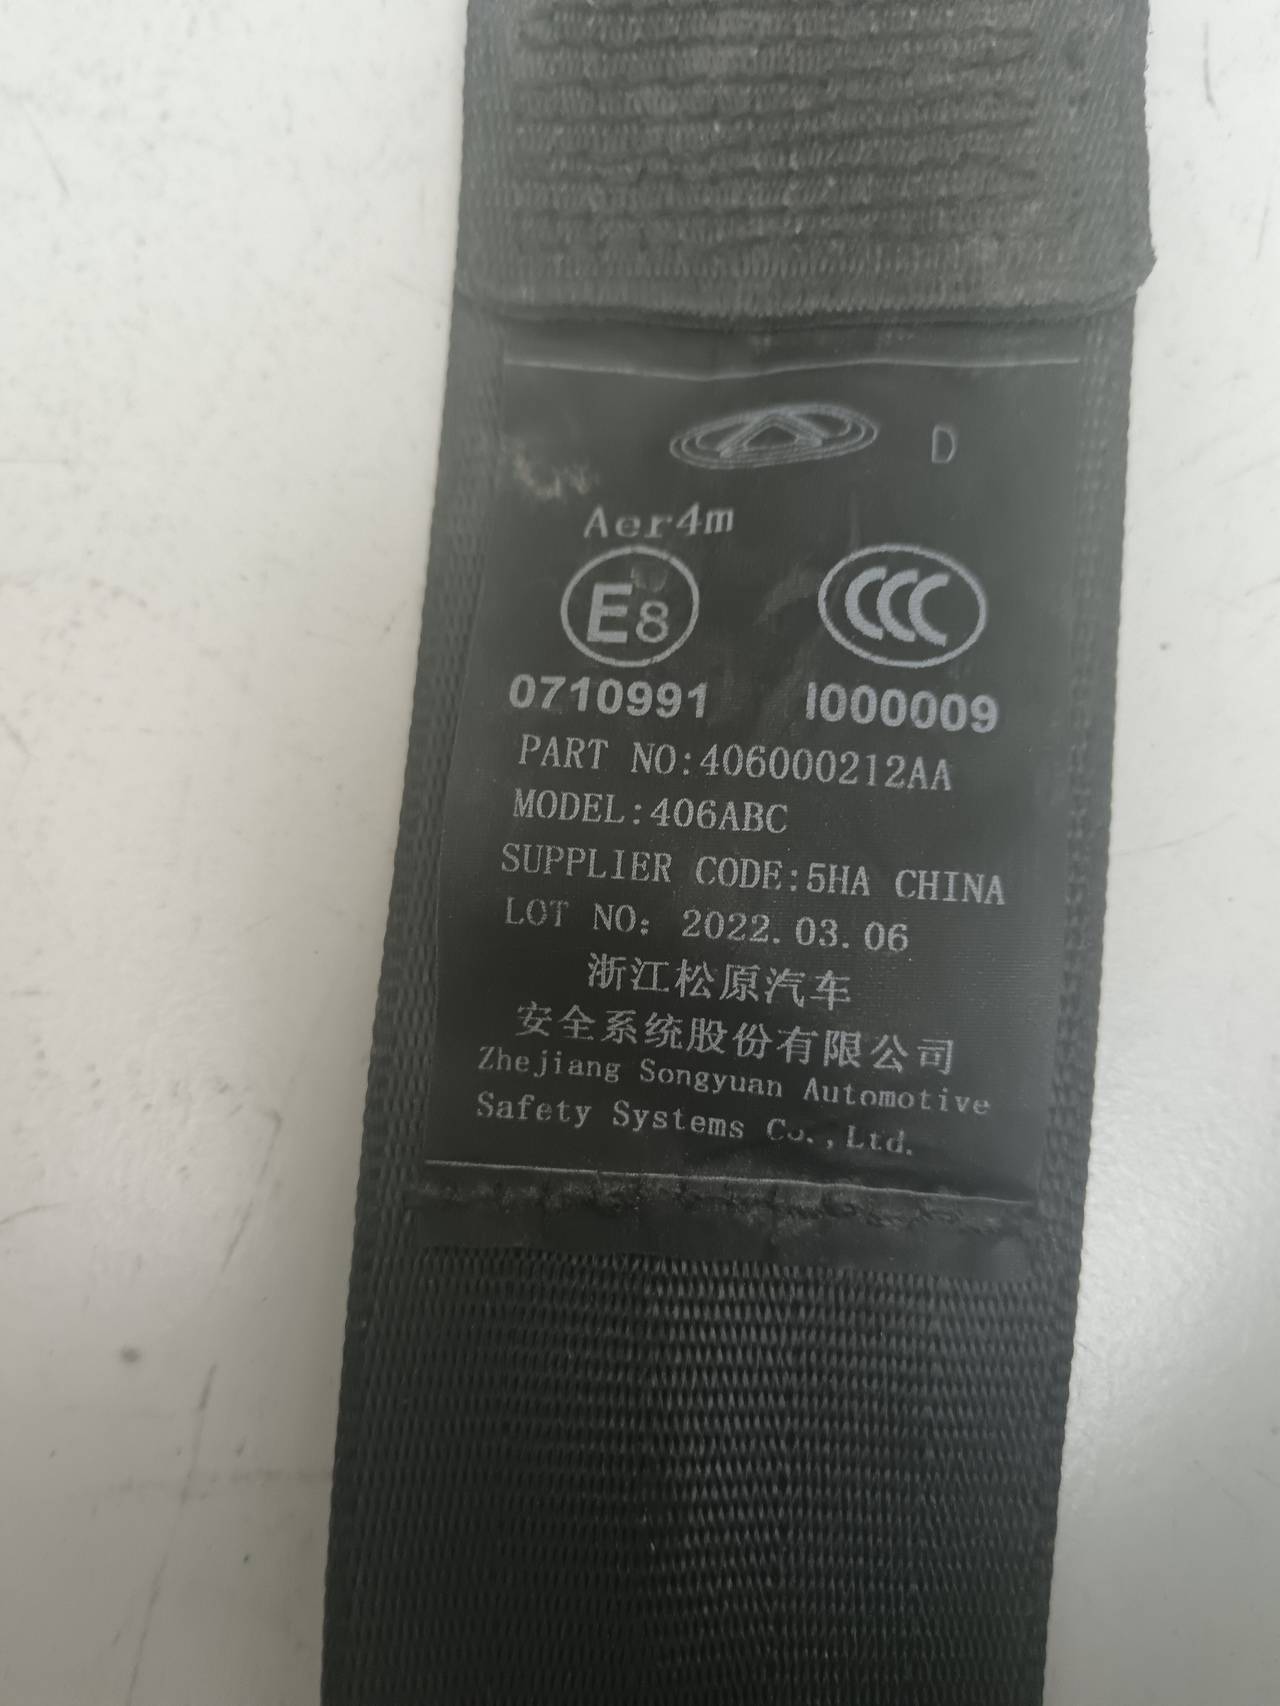 D
Aer4m
E8
CCC
0710991 I000009
PART NO:406000212AA
MODEL:406ABC
SUPPLIER CODE:5HA CHINA
LOT NO: 2022.03.06
浙江松原汽车
安全系统股份有限公司
Zhejiang Songyuan Automotive
Safety Systems Co.,Ltd.